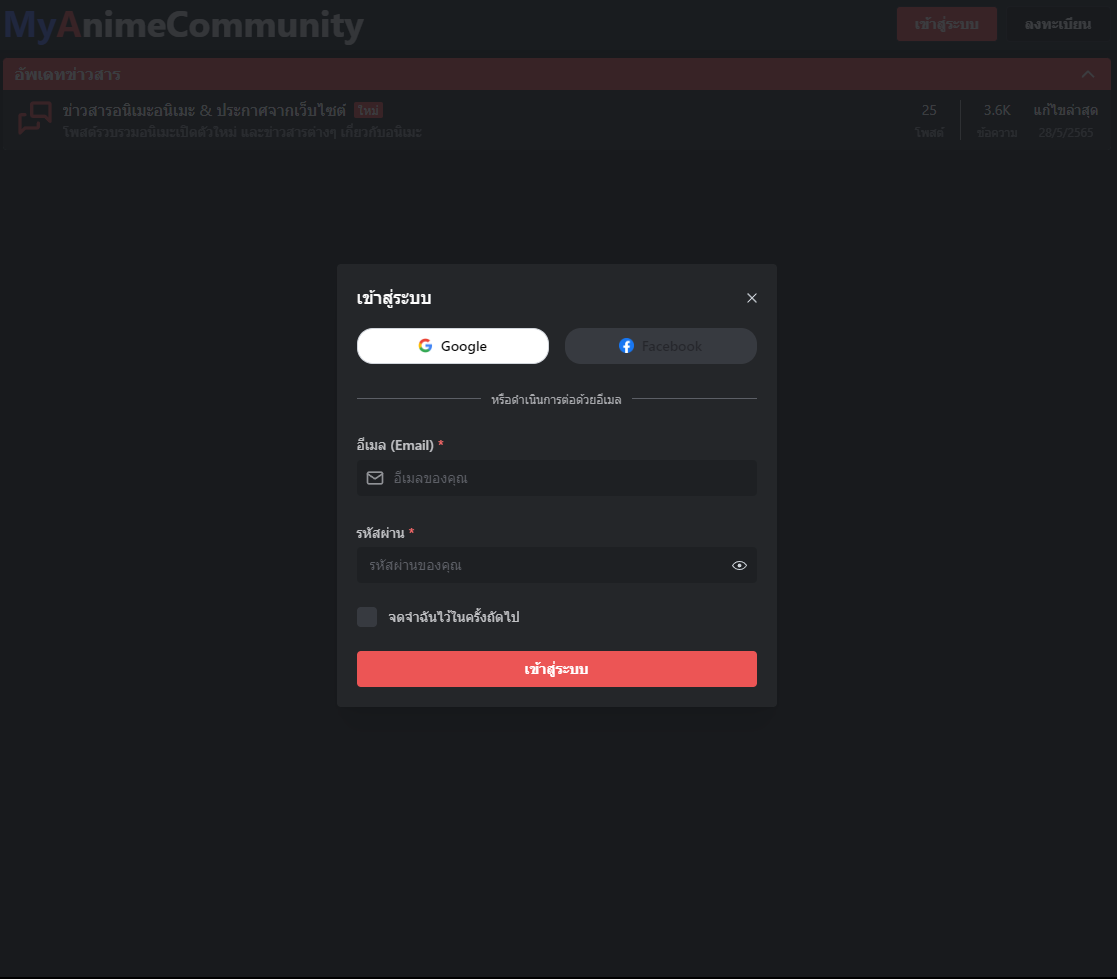 MyAnimeCommunity
เข้าสู่ระบบ ลงทะเบียน
อัพเดทข่าวสาร
ข่าวสารอนิเมะอนิเมะ & ประกาศจากเว็บไซต์ ใหม่
โพสต์รวบรวมอนิเมะเปิดตัวใหม่ และข่าวสารต่างๆ เกี่ยวกับอนิเมะ
25 3.6K แก้ไขล่าสุด
โพสต์ ข้อความ 28/5/2565
เข้าสู่ระบบ
Google Facebook
หรือดำเนินการต่อด้วยอีเมล
อีเมล (Email) *
อีเมลของคุณ
รหัสผ่าน *
รหัสผ่านของคุณ
จดจำฉันไว้ในครั้งถัดไป
เข้าสู่ระบบ